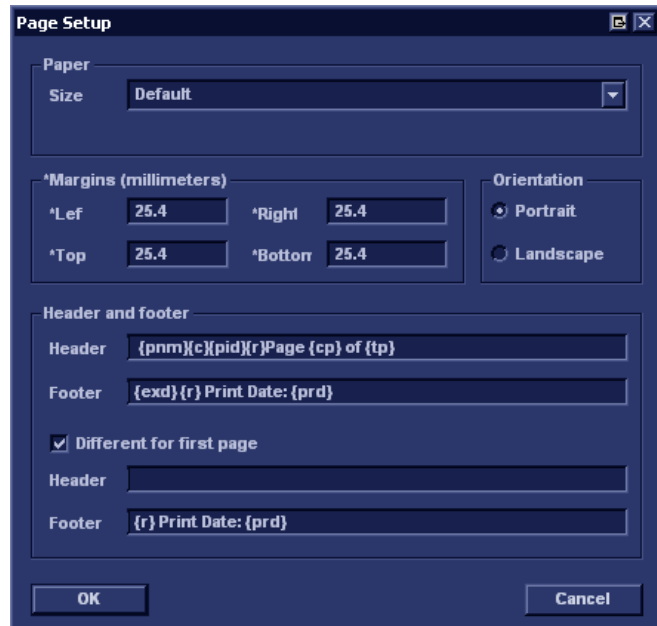 Page Setup
Paper
Size Default
*Margins (millimeters)
*Lef 25.4 *Right 25.4
*Top 25.4 *Bottom 25.4
Orientation
Portrait
Landscape
Header and footer
Header {pnm}{c}{pid}{r}Page {cp} of {tp}
Footer {exd}{r} Print Date: {prd}
Different for first page
Header
Footer {r} Print Date: {prd}
OK Cancel